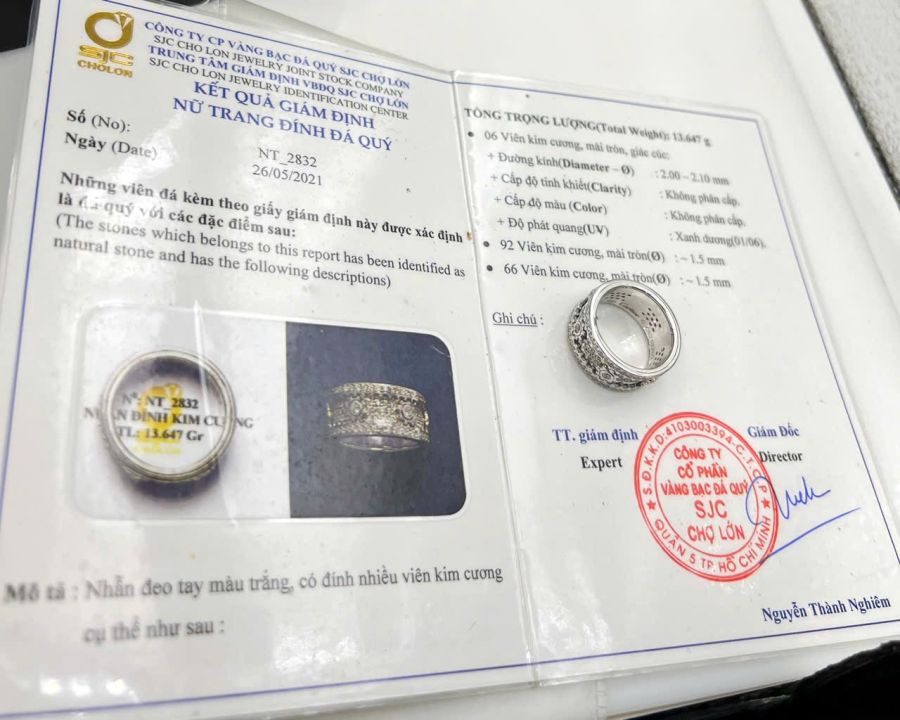 SJC
CHOLON
CÔNG TY CP VÀNG BẠC ĐÁ QUÝ SJC CHỢ LỚN
SJC CHO LON JEWELRY JOINT STOCK COMPANY
TRUNG TÂM GIÁM ĐỊNH VBĐQ SJC CHỢ LỚN
SJC CHO LON JEWELRY IDENTIFICATION CENTER
KẾT QUẢ GIÁM ĐỊNH
NỮ TRANG ĐÍNH ĐÁ QUÝ
Số (No): NT_2832
Ngày (Date) 26/05/2021
Những viên đá kèm theo giấy giám định này được xác định
là đá quý với các đặc điểm sau:
(The stones which belongs to this report has been identified as
natural stone and has the following descriptions)
Nº: NT_2832
NHẪN ĐÍNH KIM CƯƠNG
TL: 13.647 Gr
Mô tả : Nhẫn đeo tay màu trắng, có đính nhiều viên kim cương
cụ thể như sau :
TỔNG TRỌNG LƯỢNG(Total Weight): 13.647 g
• 06 Viên kim cương, mài tròn, giác cúc:
+ Đường kính(Diameter – Ø) : 2.00 – 2.10 mm
+ Cấp độ tinh khiết(Clarity) : Không phân cấp.
+ Cấp độ màu (Color) : Không phân cấp.
+ Độ phát quang(UV) : Xanh dương(01/06).
• 92 Viên kim cương, mài tròn(Ø) : ~ 1.5 mm
• 66 Viên kim cương, mài tròn(Ø) : ~ 1.5 mm
Ghi chú :
TT. giám định Giám Đốc
Expert Director
S.Đ.K.K.D:4103003394-C.T.C.P
CÔNG TY
CỔ PHẦN
VÀNG BẠC ĐÁ QUÝ
SJC
CHỢ LỚN
QUẬN 5 TP. HỒ CHÍ MINH
Nguyễn Thành Nghiêm